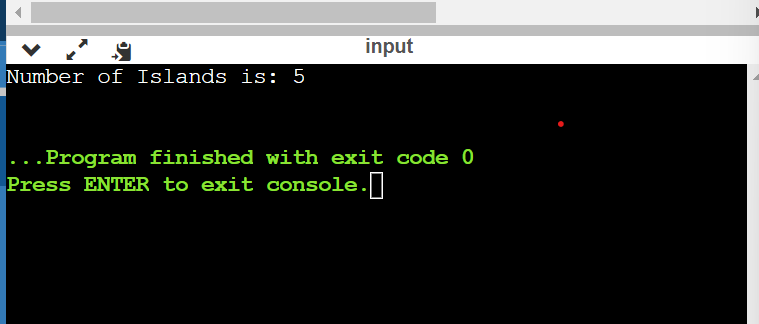 input
Number of Islands is: 5
...Program finished with exit code 0
Press ENTER to exit console.